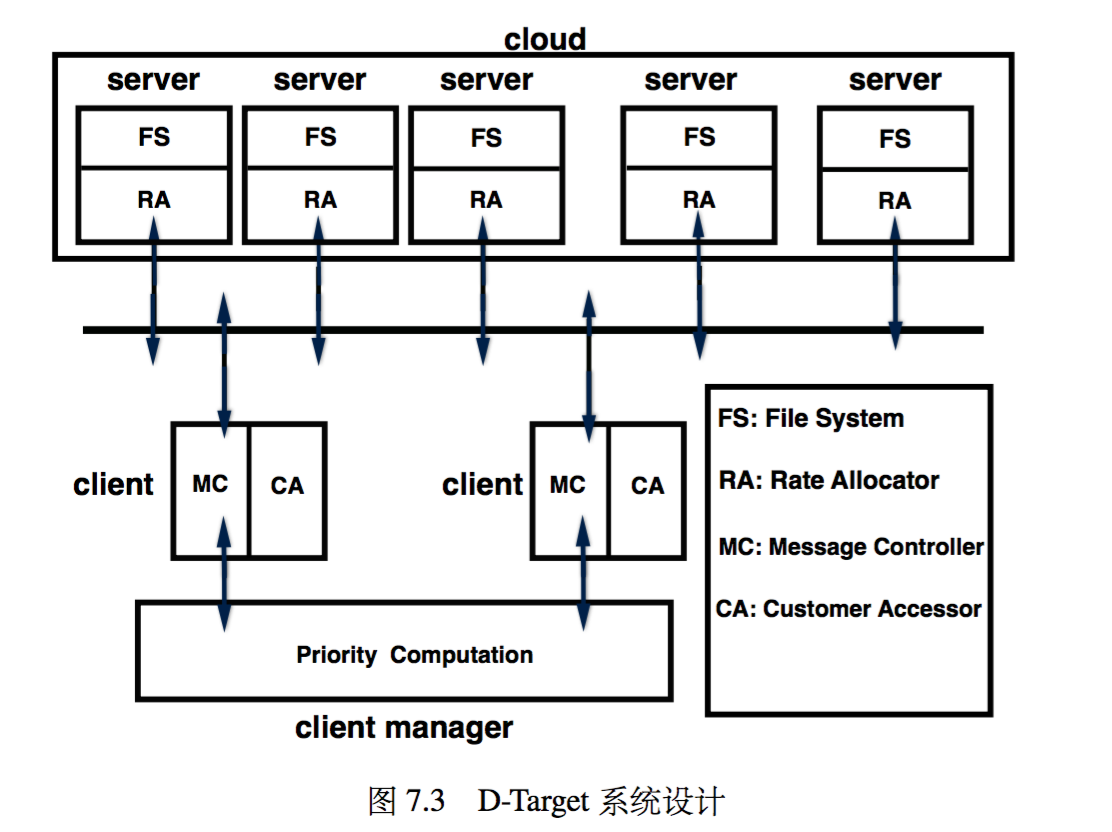 cloud
server server server server server
FS FS FS FS FS
RA RA RA RA RA
client MC CA client MC CA
FS: File System
RA: Rate Allocator
MC: Message Controller
CA: Customer Accessor
Priority Computation
client manager
图 7.3 D-Target 系统设计